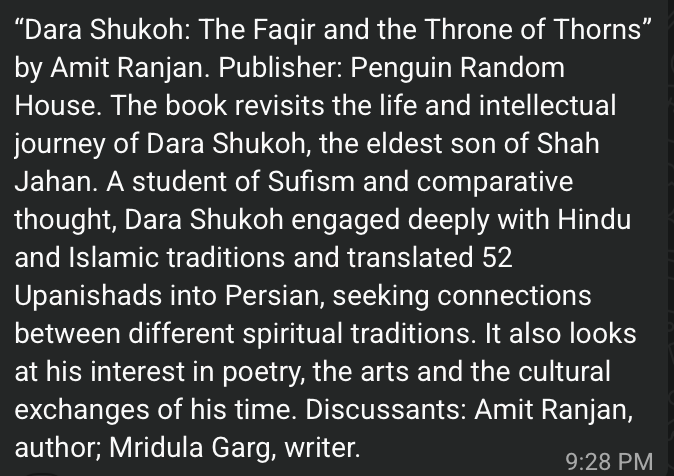 “Dara Shukoh: The Faqir and the Throne of Thorns”
by Amit Ranjan. Publisher: Penguin Random
House. The book revisits the life and intellectual
journey of Dara Shukoh, the eldest son of Shah
Jahan. A student of Sufism and comparative
thought, Dara Shukoh engaged deeply with Hindu
and Islamic traditions and translated 52
Upanishads into Persian, seeking connections
between different spiritual traditions. It also looks
at his interest in poetry, the arts and the cultural
exchanges of his time. Discussants: Amit Ranjan,
author; Mridula Garg, writer.
9:28 PM